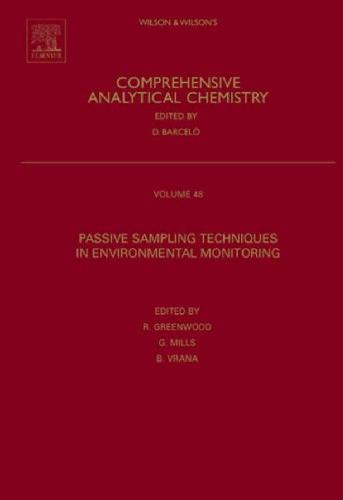 WILSON & WILSON'S
ELSEVIER
COMPREHENSIVE
ANALYTICAL CHEMISTRY
EDITED BY
D. BARCELÓ
VOLUME 48
PASSIVE SAMPLING TECHNIQUES
IN ENVIRONMENTAL MONITORING
EDITED BY
R. GREENWOOD
G. MILLS
B. VRANA